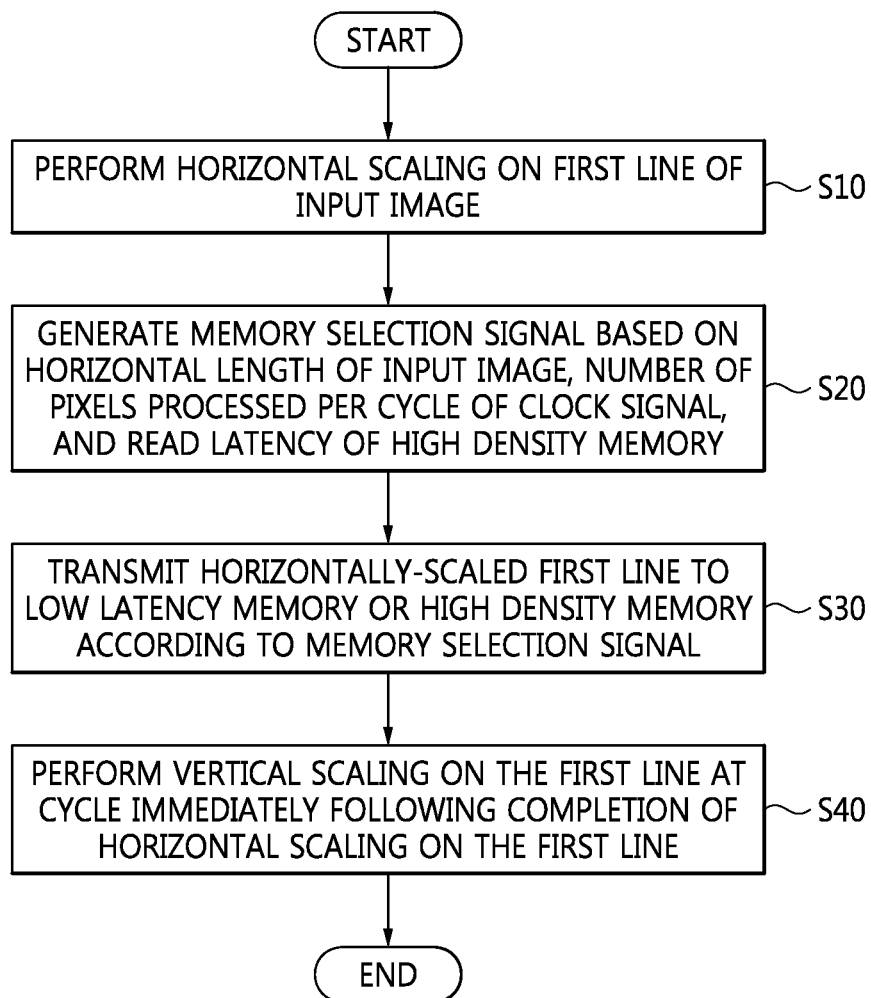 START
PERFORM HORIZONTAL SCALING ON FIRST LINE OF
INPUT IMAGE
S10
GENERATE MEMORY SELECTION SIGNAL BASED ON
HORIZONTAL LENGTH OF INPUT IMAGE, NUMBER OF
PIXELS PROCESSED PER CYCLE OF CLOCK SIGNAL,
AND READ LATENCY OF HIGH DENSITY MEMORY
S20
TRANSMIT HORIZONTALLY-SCALED FIRST LINE TO
LOW LATENCY MEMORY OR HIGH DENSITY MEMORY
ACCORDING TO MEMORY SELECTION SIGNAL
S30
PERFORM VERTICAL SCALING ON THE FIRST LINE AT
CYCLE IMMEDIATELY FOLLOWING COMPLETION OF
HORIZONTAL SCALING ON THE FIRST LINE
S40
END